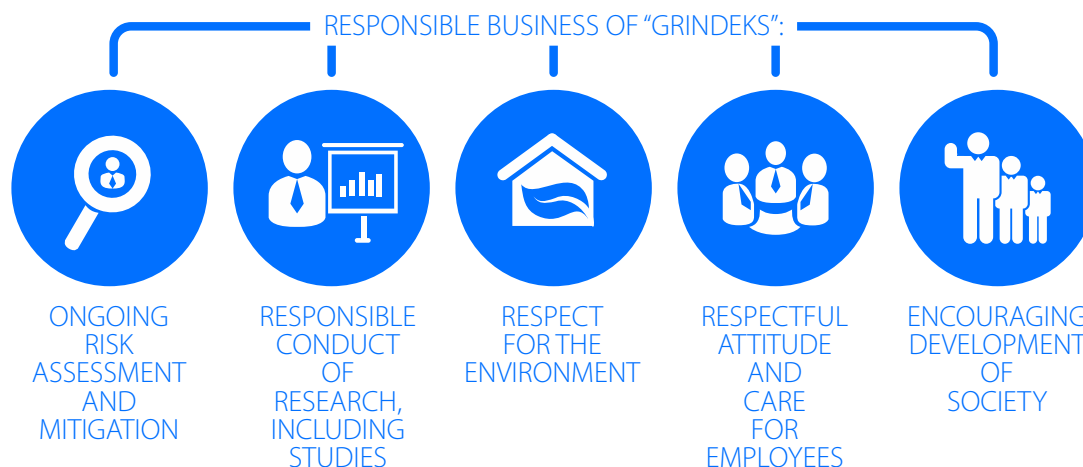 RESPONSIBLE BUSINESS OF “GRINDEKS”:
ONGOING
RISK
ASSESSMENT
AND
MITIGATION
RESPONSIBLE
CONDUCT
OF
RESEARCH,
INCLUDING
STUDIES
RESPECT
FOR THE
ENVIRONMENT
RESPECTFUL
ATTITUDE
AND
CARE
FOR
EMPLOYEES
ENCOURAGING
DEVELOPMENT
OF
SOCIETY